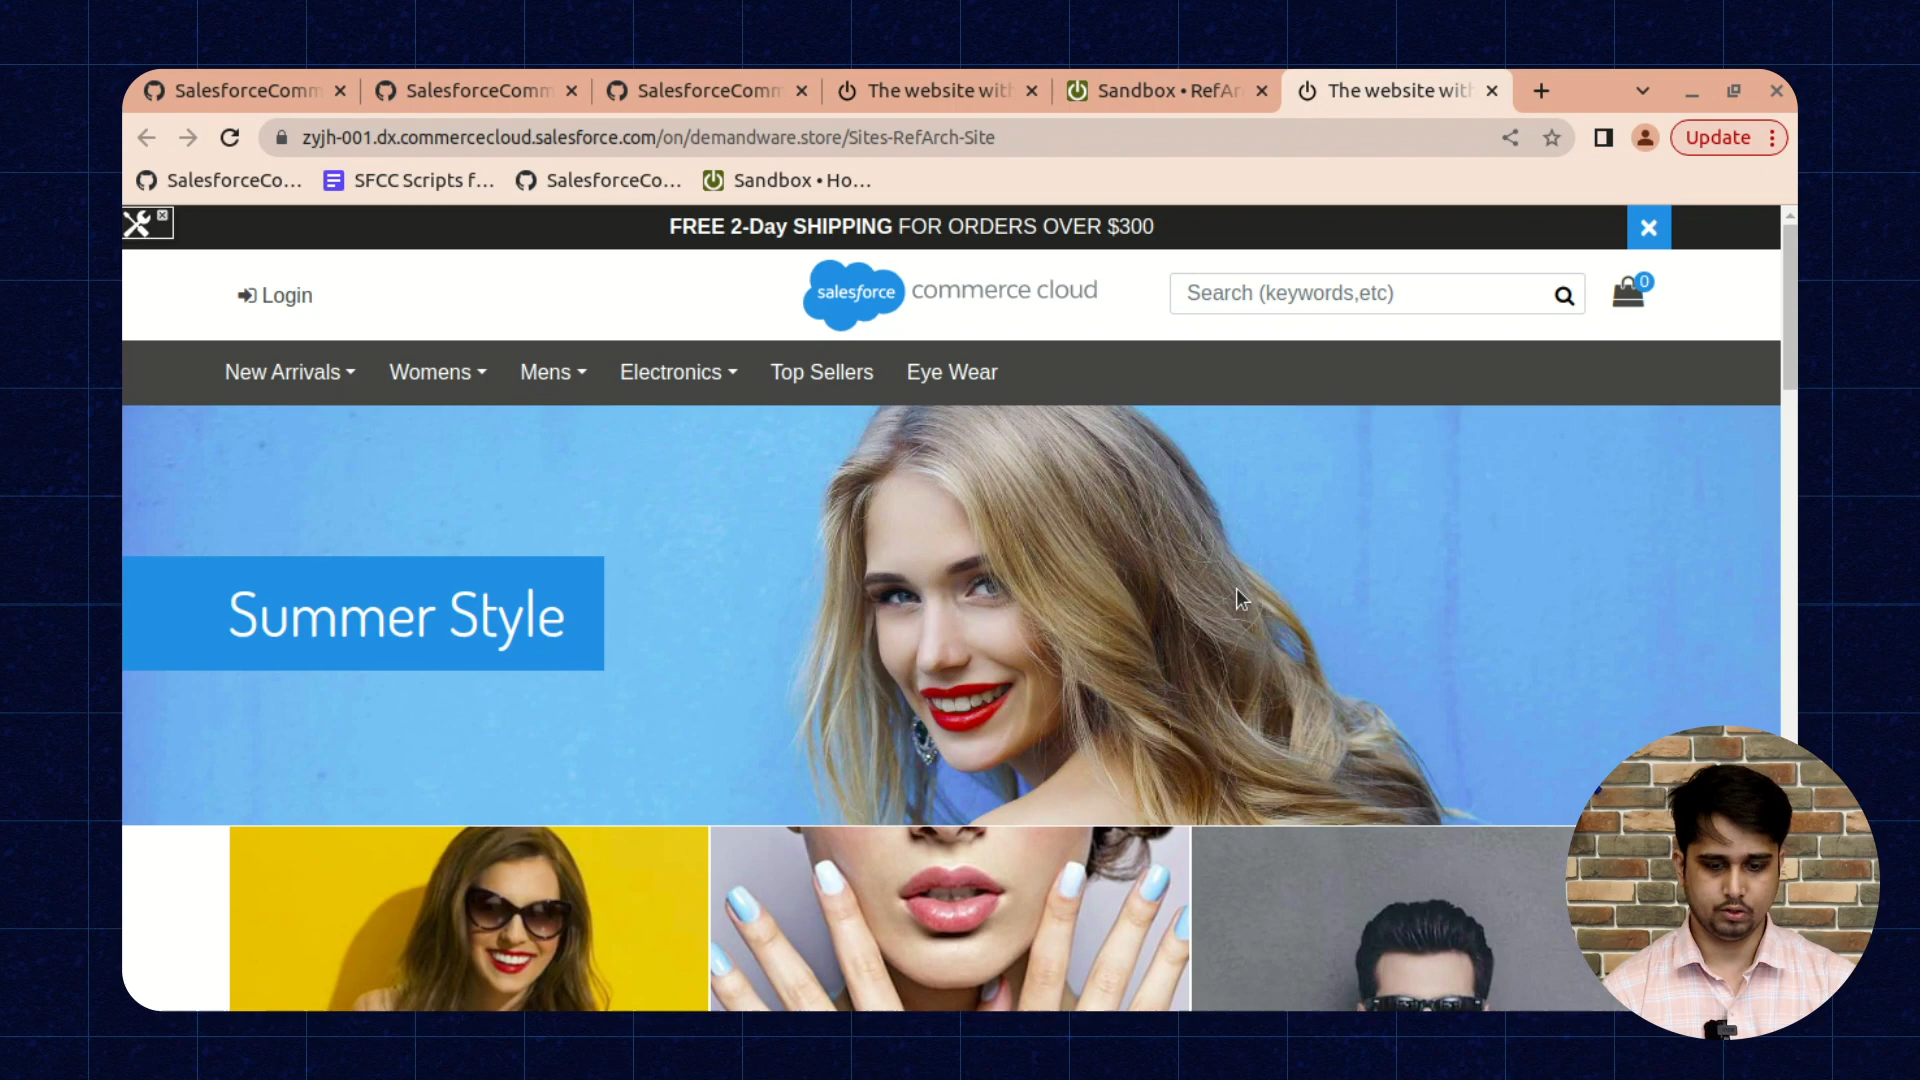 SalesforceComm
SalesforceComm
SalesforceComm
The website with
Sandbox • RefAr
The website with
zyjh-001.dx.commercecloud.salesforce.com/on/demandware.store/Sites-RefArch-Site
Update
SalesforceCo...
SFCC Scripts f...
SalesforceCo...
Sandbox • Ho...
FREE 2-Day SHIPPING FOR ORDERS OVER $300
Login
salesforce commerce cloud
Search (keywords,etc)
0
New Arrivals
Womens
Mens
Electronics
Top Sellers
Eye Wear
Summer Style